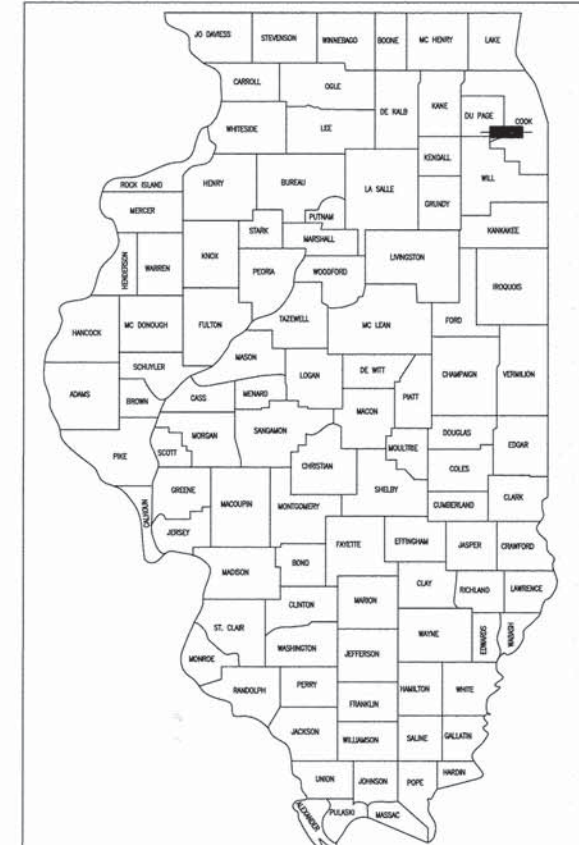 JO DAVIESS STEVENSON WINNEBAGO BOONE MC HENRY LAKE
CARROLL OGLE DE KALB KANE DU PAGE COOK
WHITESIDE LEE KENDALL WILL
ROCK ISLAND HENRY BUREAU LA SALLE GRUNDY
MERCER STARK PUTNAM KANKAKEE
HENDERSON WARREN KNOX PEORIA MARSHALL LIVINGSTON
WOODFORD IROQUOIS
HANCOCK MC DONOUGH FULTON TAZEWELL MC LEAN FORD
SCHUYLER MASON LOGAN DE WITT CHAMPAIGN VERMILION
ADAMS BROWN CASS MENARD MACON PIATT
PIKE SCOTT MORGAN SANGAMON MOULTRIE DOUGLAS EDGAR
CHRISTIAN COLES
CALHOUN GREENE MACOUPIN MONTGOMERY SHELBY CUMBERLAND CLARK
JERSEY FAYETTE EFFINGHAM JASPER CRAWFORD
MADISON BOND CLAY RICHLAND LAWRENCE
CLINTON MARION
ST. CLAIR WAYNE EDWARDS WABASH
MONROE WASHINGTON JEFFERSON
RANDOLPH PERRY HAMILTON WHITE
FRANKLIN
JACKSON WILLIAMSON SALINE GALLATIN
UNION JOHNSON POPE HARDIN
ALEXANDER PULASKI MASSAC